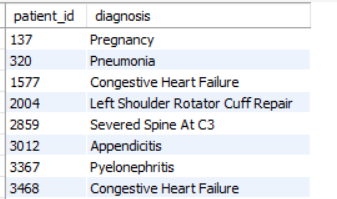 patient_id diagnosis
137 Pregnancy
320 Pneumonia
1577 Congestive Heart Failure
2004 Left Shoulder Rotator Cuff Repair
2859 Severed Spine At C3
3012 Appendicitis
3367 Pyelonephritis
3468 Congestive Heart Failure